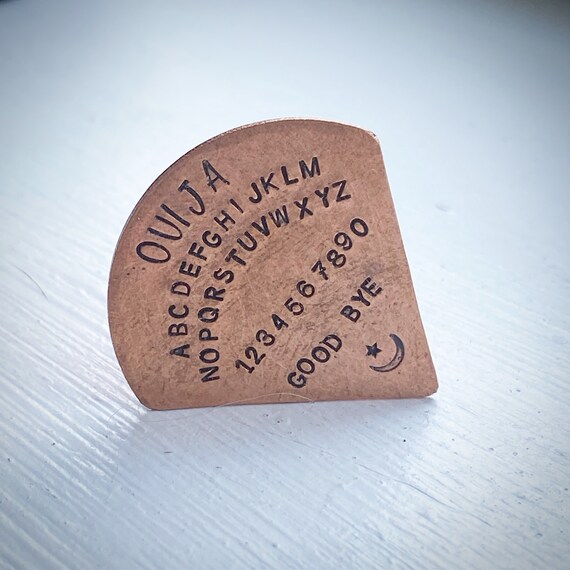 OUIJA
ABCDEFGHIJKLM
NOPQRSTUVWXYZ
1234567890
GOOD BYE